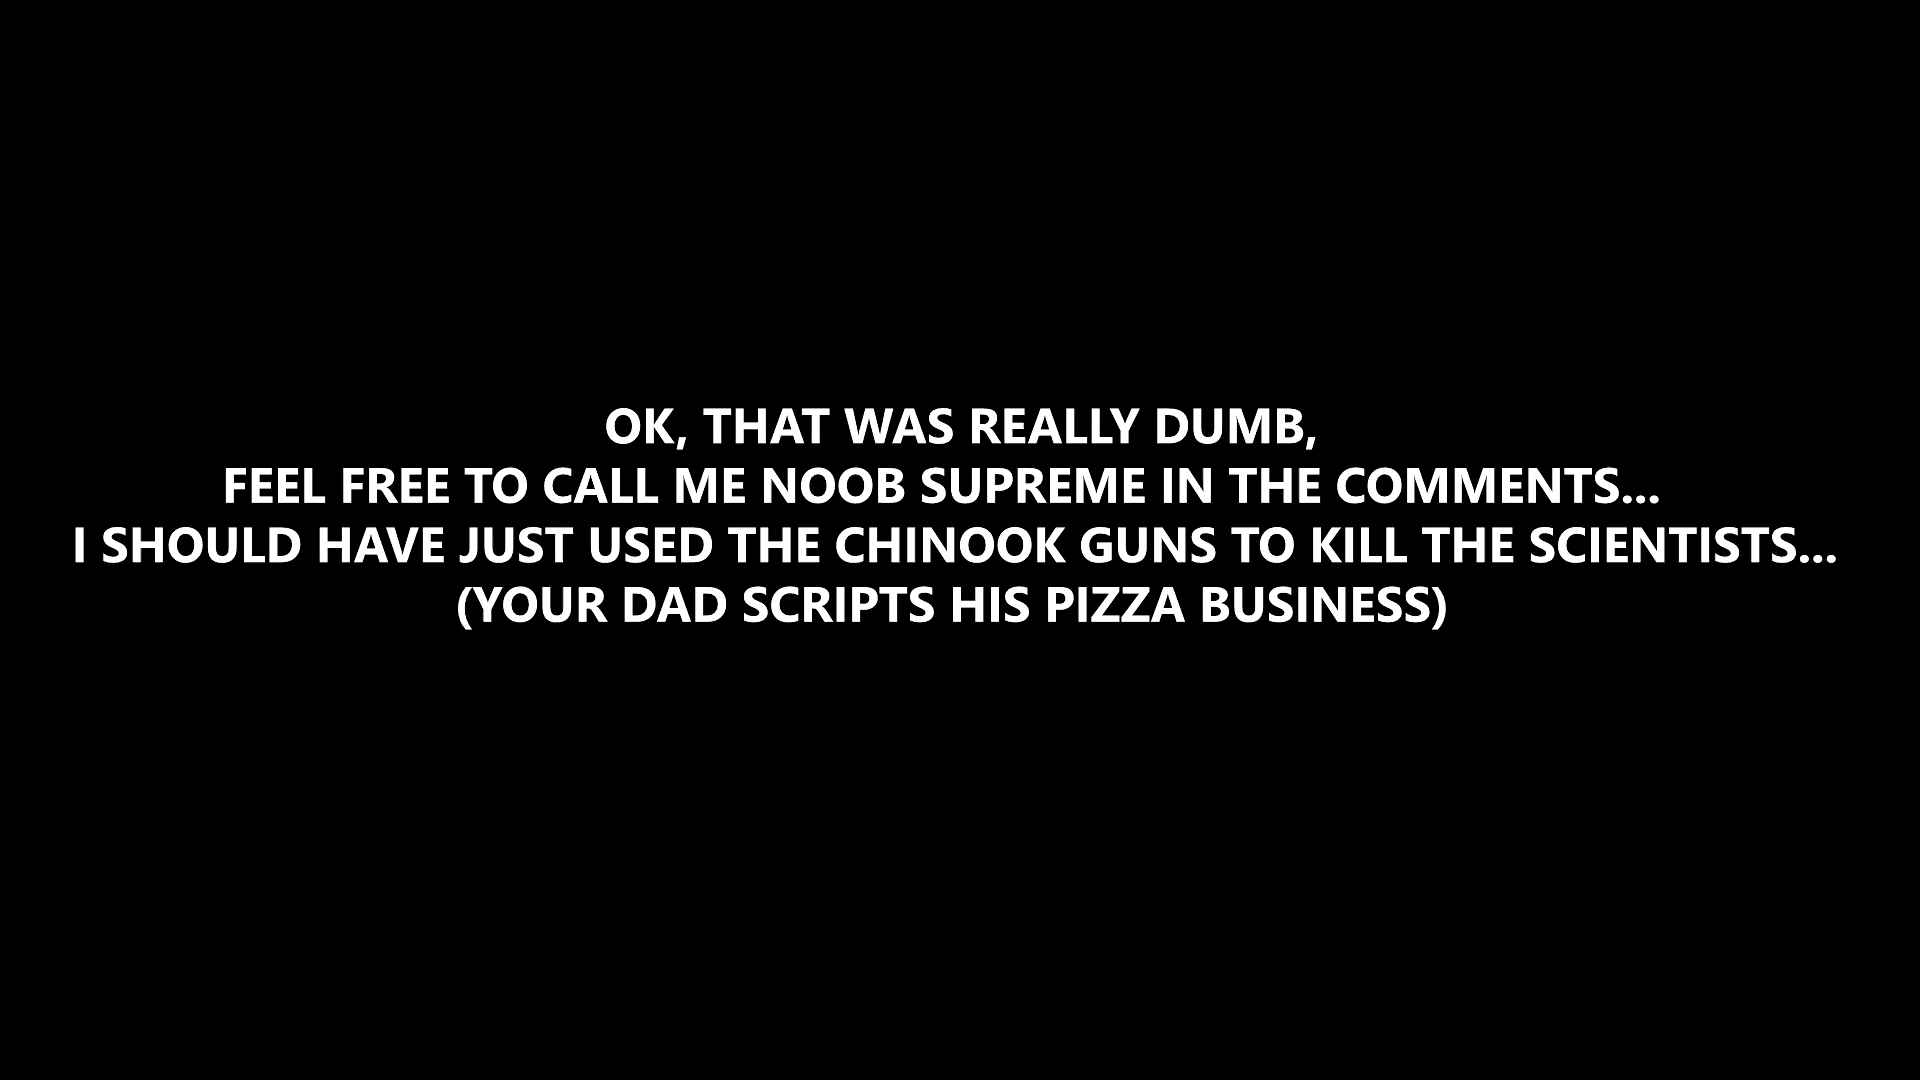 OK, THAT WAS REALLY DUMB,
FEEL FREE TO CALL ME NOOB SUPREME IN THE COMMENTS...
I SHOULD HAVE JUST USED THE CHINOOK GUNS TO KILL THE SCIENTISTS...
(YOUR DAD SCRIPTS HIS PIZZA BUSINESS)